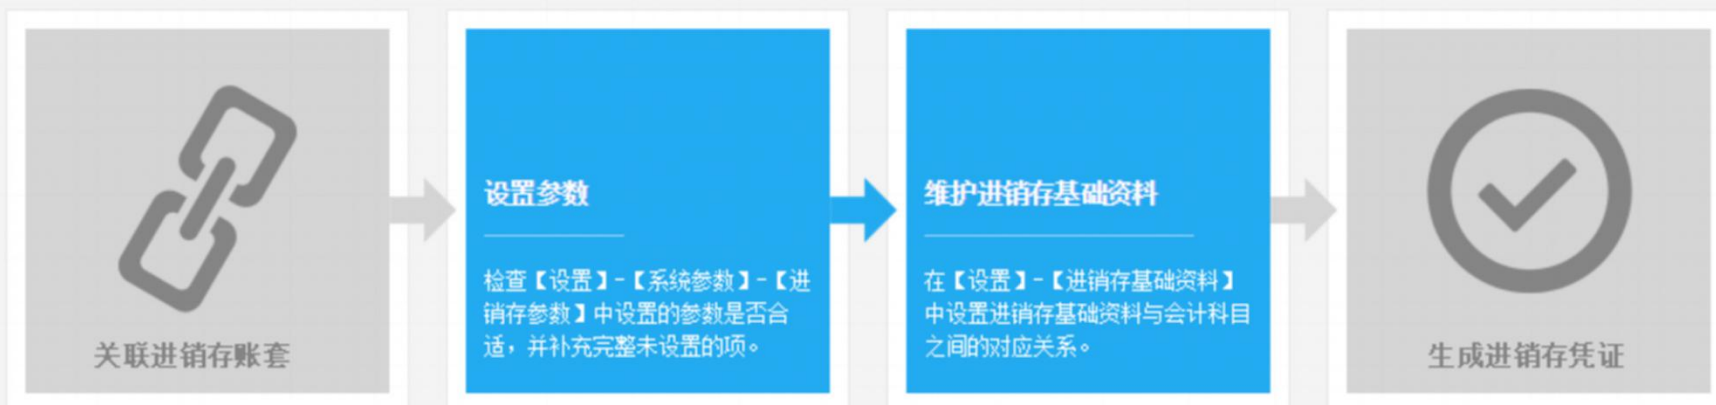 关联进销存账套
设置参数
检查【设置】-【系统参数】-【进
销存参数】中设置的参数是否合
适，并补充完整未设置的项。
维护进销存基础资料
在【设置】-【进销存基础资料】
中设置进销存基础资料与会计科目
之间的对应关系。
生成进销存凭证